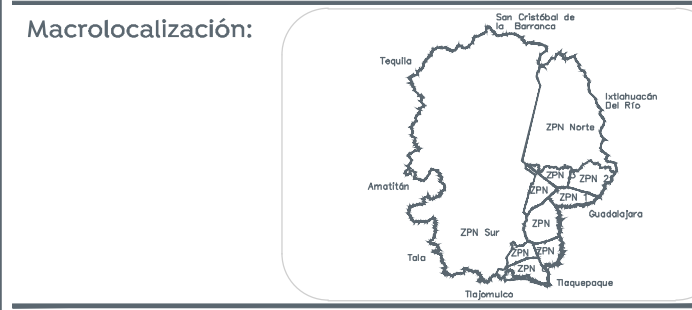 Macrolocalización:
San Cristóbal de
la Barranca
Tequila
Ixtlahuacán
Del Río
ZPN Norte
ZPN
ZPN 2
ZPN
ZPN 1
Amatitán
Guadalajara
ZPN
ZPN Sur
ZPN
ZPN
Tala
ZPN
Tlaquepaque
Tlajomulco